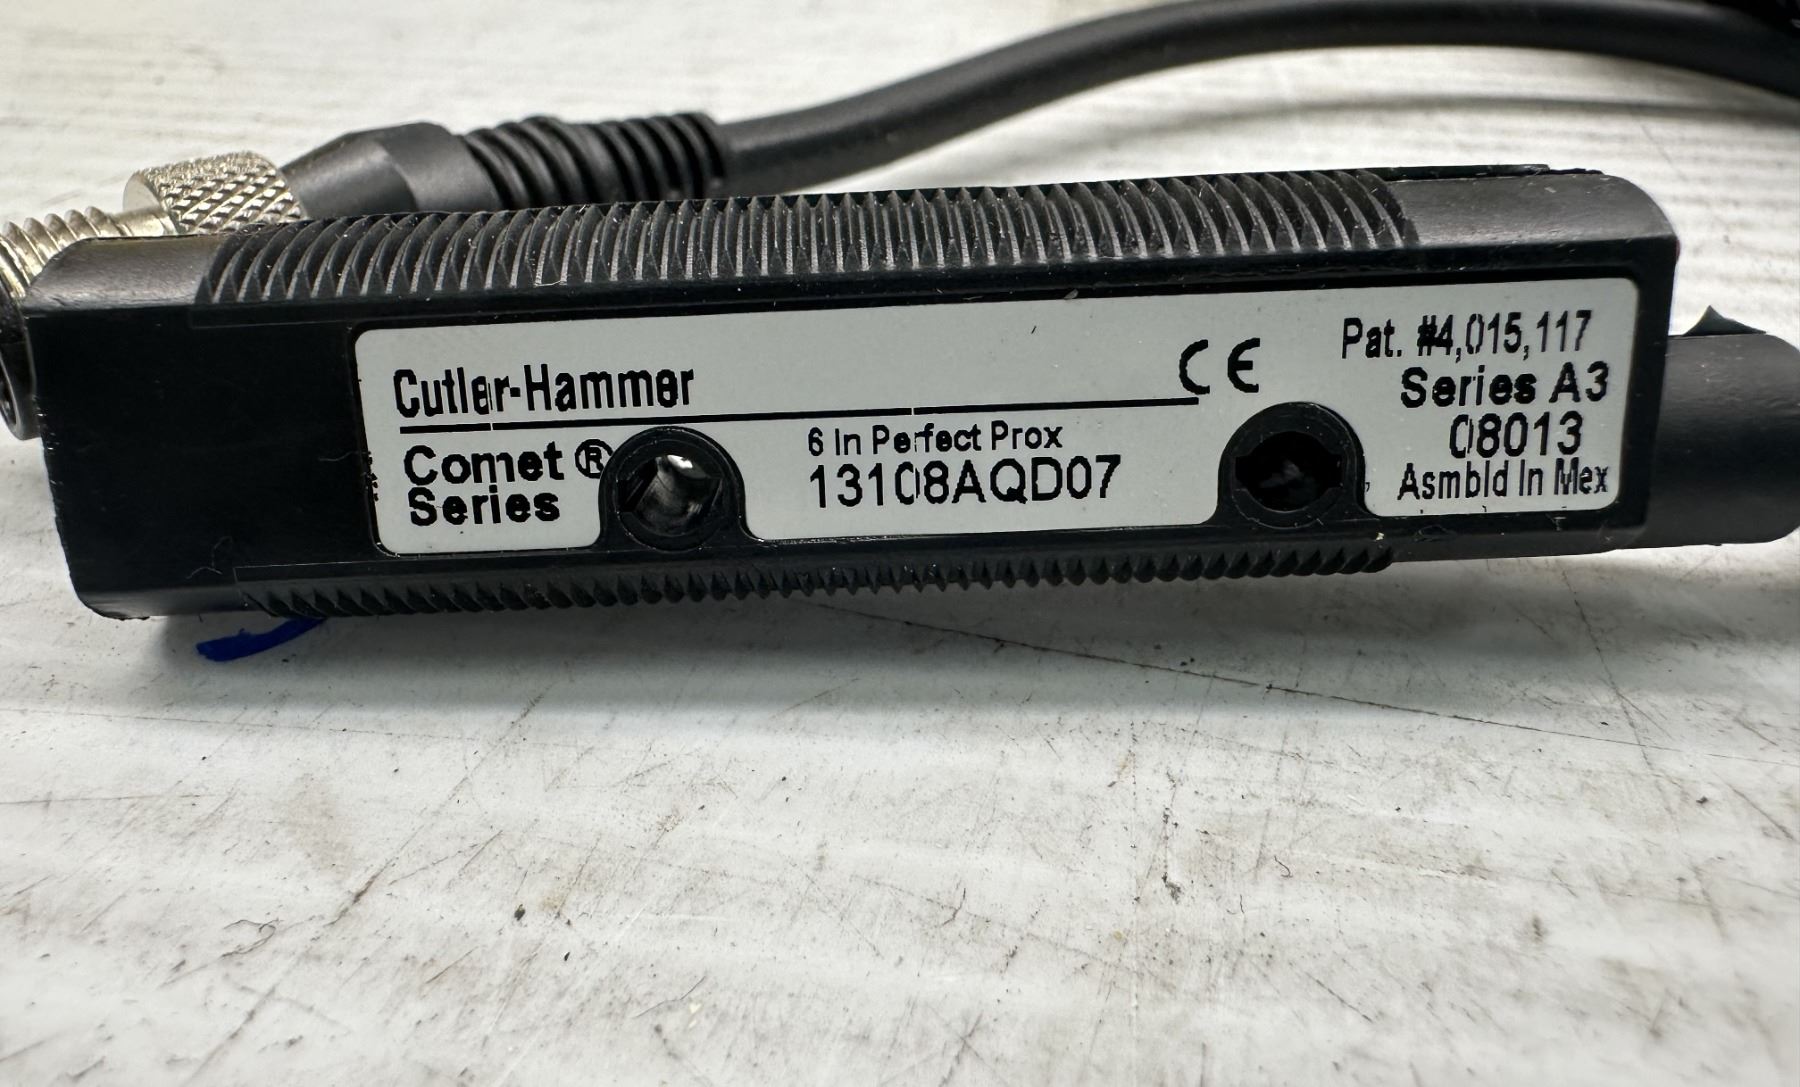 Cutler-Hammer
CE
Pat. #4,015,117
Series A3
08013
Asmbld In Mex
Comet ®
Series
6 In Perfect Prox
13108AQD07